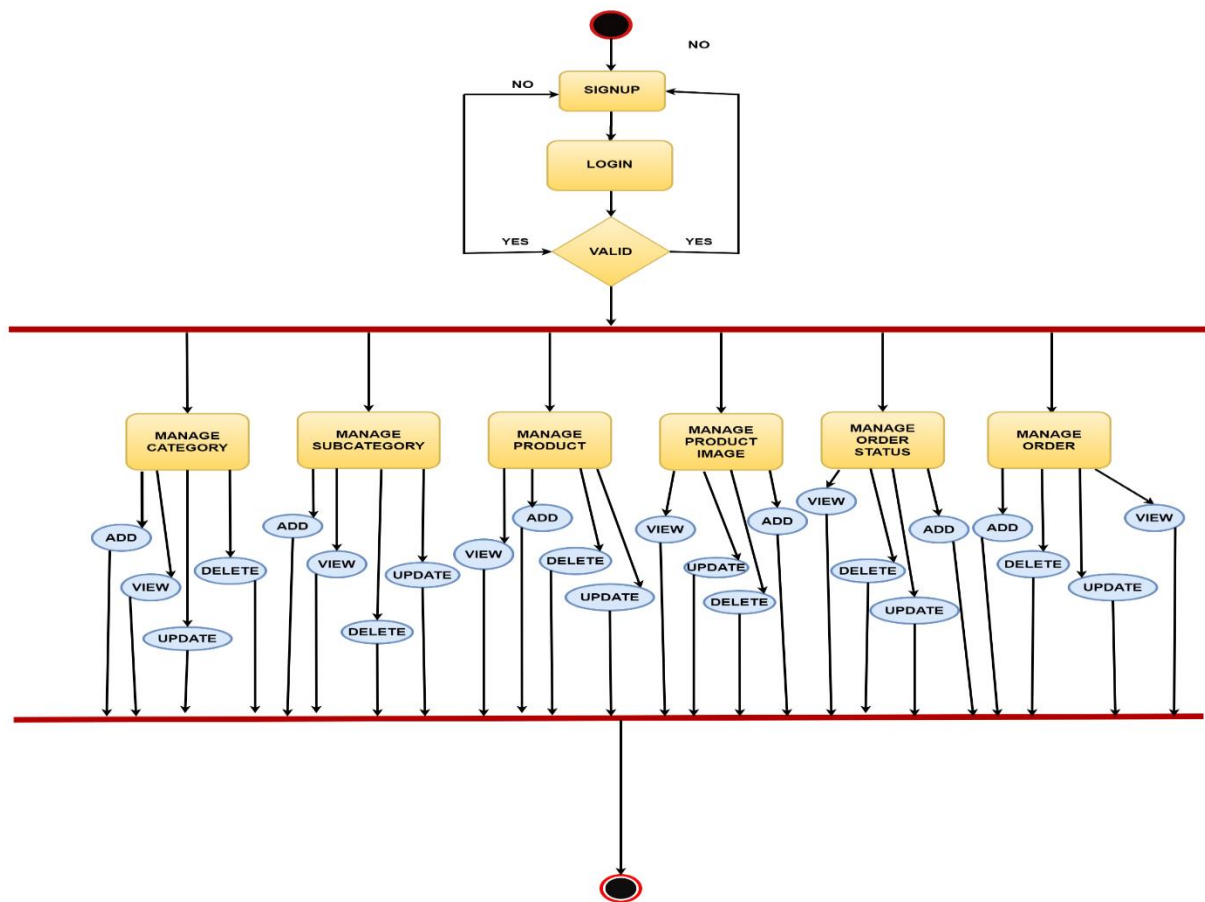 NO
NO
SIGNUP
LOGIN
YES
VALID
YES
MANAGE
CATEGORY
MANAGE
SUBCATEGORY
MANAGE
PRODUCT
MANAGE
PRODUCT
IMAGE
MANAGE
ORDER
STATUS
MANAGE
ORDER
ADD
VIEW
UPDATE
DELETE
ADD
VIEW
DELETE
UPDATE
VIEW
ADD
DELETE
UPDATE
VIEW
UPDATE
DELETE
ADD
VIEW
DELETE
UPDATE
ADD
ADD
DELETE
UPDATE
VIEW